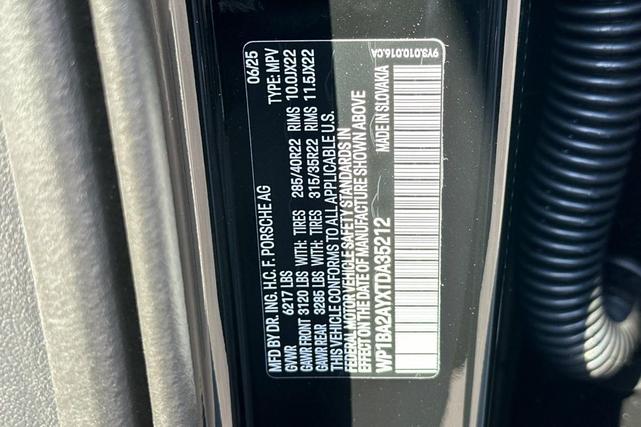 MFD BY DR. ING. H.C. F. PORSCHE AG 06/25
GVWR 6217 LBS TYPE: MPV
GAWR FRONT 3120 LBS WITH: TIRES 285/40R22 RIMS 10.0JX22
GAWR REAR 3285 LBS WITH: TIRES 315/35R22 RIMS 11.5JX22
THIS VEHICLE CONFORMS TO ALL APPLICABLE U.S.
FEDERAL MOTOR VEHICLE SAFETY STANDARDS IN
EFFECT ON THE DATE OF MANUFACTURE SHOWN ABOVE
WP1BA2AYXTDA35212 MADE IN SLOVAKIA
9Y3.010.016.CA